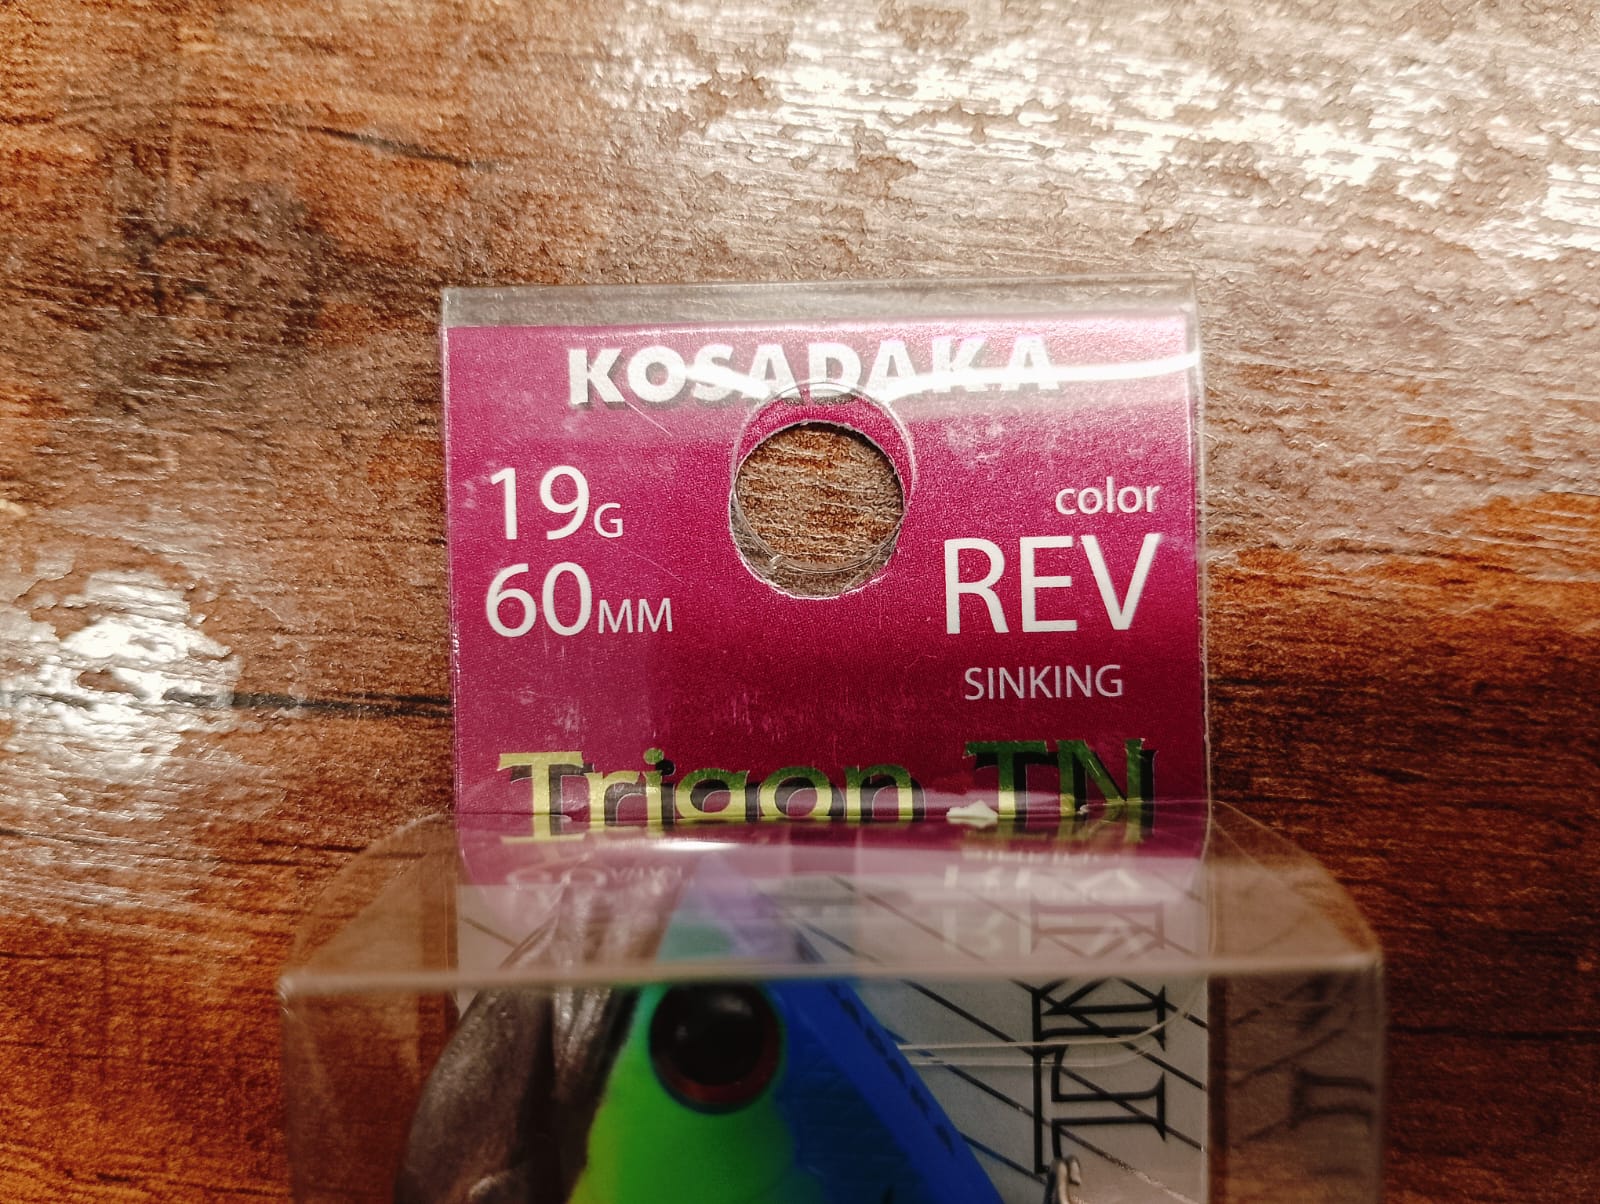 KOSADAKA
19G
60MM
color
REV
SINKING
Trigon TN